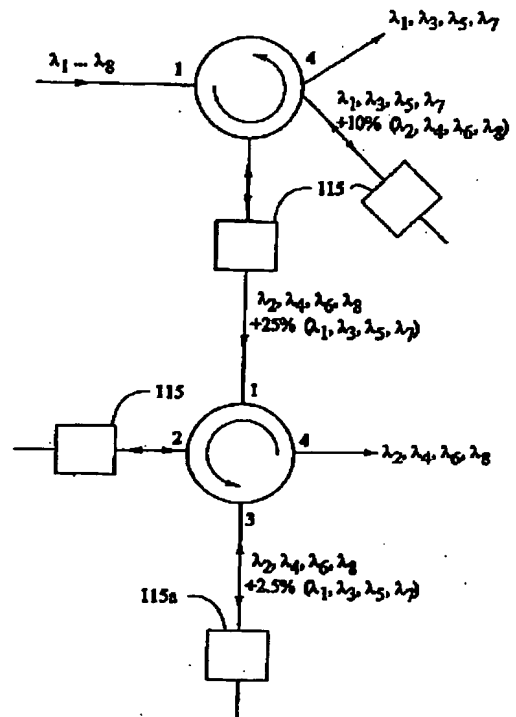 λ1, λ3, λ5, λ7
λ1 ... λ8
1
4
λ1, λ3, λ5, λ7
+10% (λ2, λ4, λ6, λ8)
115
λ2, λ4, λ6, λ8
+25% (λ1, λ3, λ5, λ7)
115
1
2
4
λ2, λ4, λ6, λ8
3
λ2, λ4, λ6, λ8
+2.5% (λ1, λ3, λ5, λ7)
115a